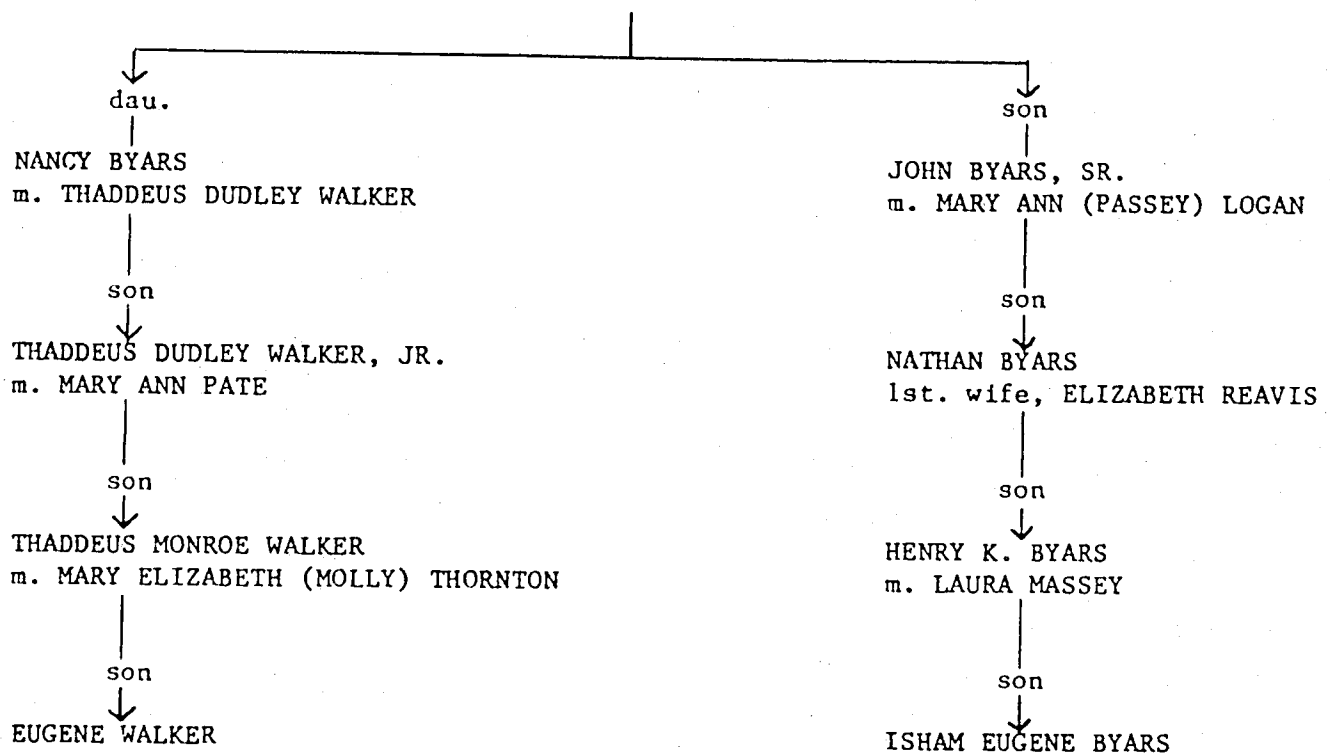 dau.
NANCY BYARS
m. THADDEUS DUDLEY WALKER
son
THADDEUS DUDLEY WALKER, JR.
m. MARY ANN PATE
son
THADDEUS MONROE WALKER
m. MARY ELIZABETH (MOLLY) THORNTON
son
EUGENE WALKER
son
JOHN BYARS, SR.
m. MARY ANN (PASSEY) LOGAN
son
NATHAN BYARS
1st. wife, ELIZABETH REAVIS
son
HENRY K. BYARS
m. LAURA MASSEY
son
ISHAM EUGENE BYARS